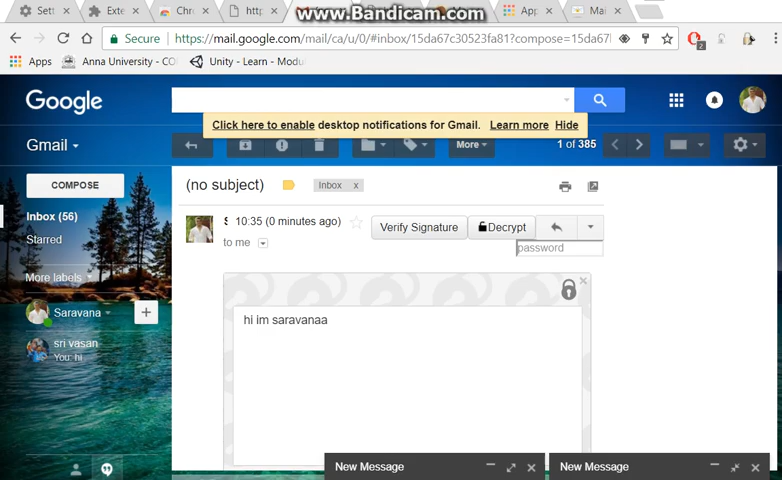 www.Bandicam.com
Sett
Exte
Chro
http
App
Mai
Secure
https://mail.google.com/mail/ca/u/0/#inbox/15da67c30523fa81?compose=15da67
2
Apps
Anna University - CO
Unity - Learn - Modu
Google
Click here to enable desktop notifications for Gmail. Learn more Hide
Gmail
More
1 of 385
COMPOSE
(no subject)
Inbox x
Inbox (56)
Starred
10:35 (0 minutes ago)
Verify Signature
Decrypt
to me
password
More labels
Saravana
+
hi im saravanaa
sri vasan
You: hi
New Message
New Message